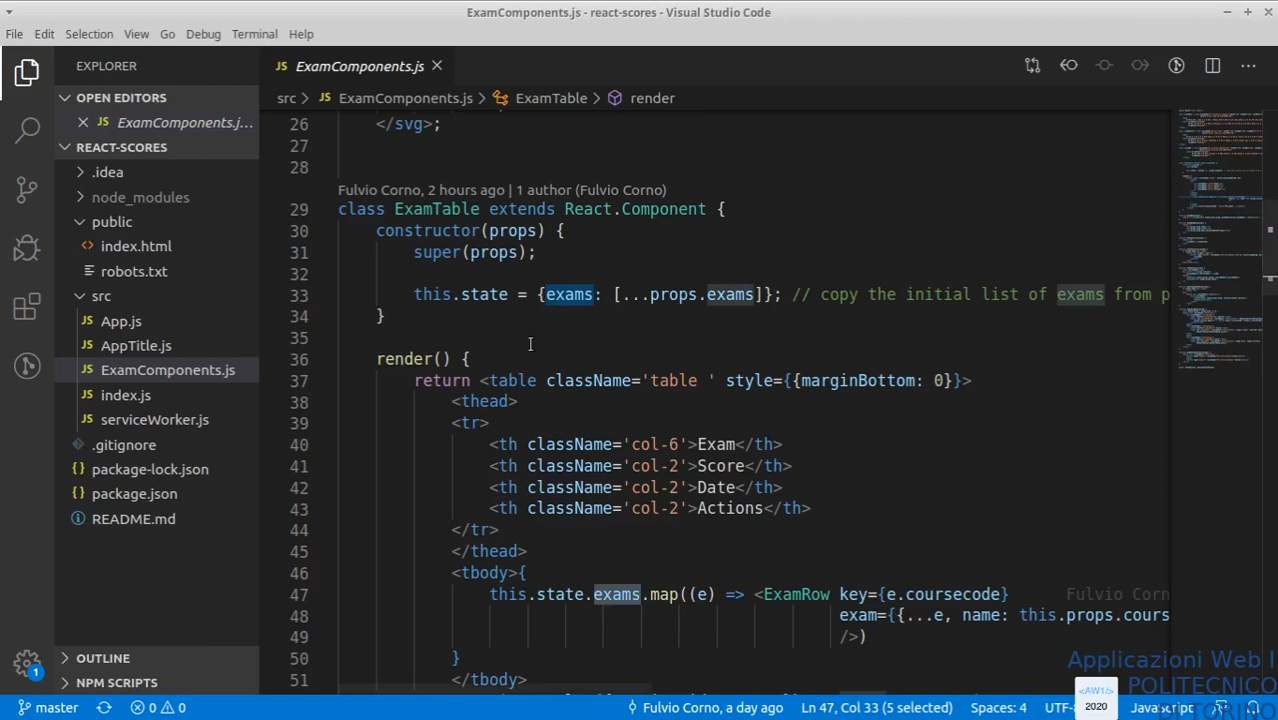 ExamComponents.js - react-scores - Visual Studio Code
File Edit Selection View Go Debug Terminal Help
EXPLORER
JS ExamComponents.js
OPEN EDITORS
src > JS ExamComponents.js > ExamTable > render
JS ExamComponents.j...
REACT-SCORES
.idea
node_modules
public
index.html
robots.txt
src
JS App.js
JS AppTitle.js
JS ExamComponents.js
JS index.js
JS serviceWorker.js
.gitignore
{} package-lock.json
{} package.json
README.md
OUTLINE
NPM SCRIPTS
26 </svg>;
27
28
Fulvio Corno, 2 hours ago | 1 author (Fulvio Corno)
29 class ExamTable extends React.Component {
30 constructor(props) {
31 super(props);
32
33 this.state = {exams: [...props.exams]}; // copy the initial list of exams from p
34 }
35
36 render() {
37 return <table className='table ' style={{marginBottom: 0}}>
38 <thead>
39 <tr>
40 <th className='col-6'>Exam</th>
41 <th className='col-2'>Score</th>
42 <th className='col-2'>Date</th>
43 <th className='col-2'>Actions</th>
44 </tr>
45 </thead>
46 <tbody>{
47 this.state.exams.map((e) => <ExamRow key={e.coursecode} Fulvio Corn
48 exam={{...e, name: this.props.cours
49 />)
50 }
51 </tbody>
Applicazioni Web I
POLITECNICO
DI TORINO
<AW1/>
2020
1
master 0 0 Fulvio Corno, a day ago Ln 47, Col 33 (5 selected) Spaces: 4 UTF-8 Javascript